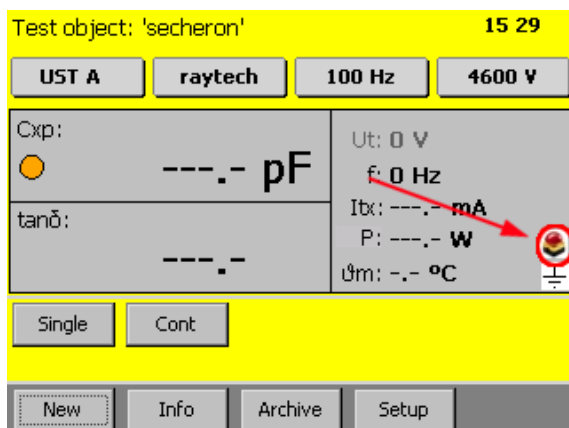 Test object: 'secheron' 15 29
UST A raytech 100 Hz 4600 V
Cxp:
---.- pF
tanδ:
---.-
Ut: 0 V
f: 0 Hz
Itx: ---.- mA
P: ---.- W
ϑm: -.- ºC
Single Cont
New Info Archive Setup